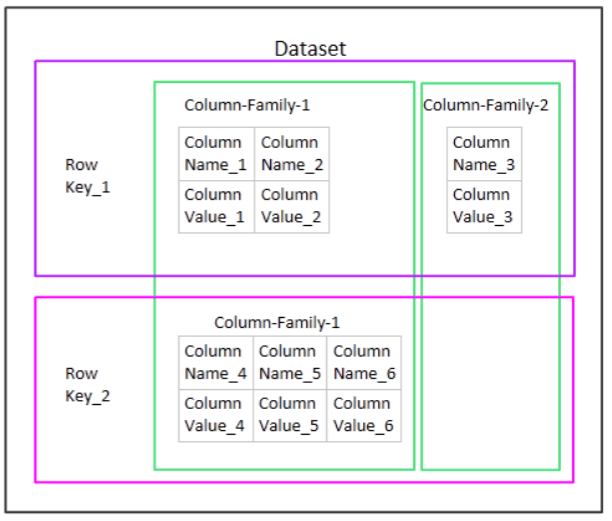 Dataset
Column-Family-1
Column-Family-2
Column Column Column
Name_1 Name_2 Name_3
Row
Key_1
Column Column Column
Value_1 Value_2 Value_3
Column-Family-1
Column Column Column
Name_4 Name_5 Name_6
Row
Key_2
Column Column Column
Value_4 Value_5 Value_6